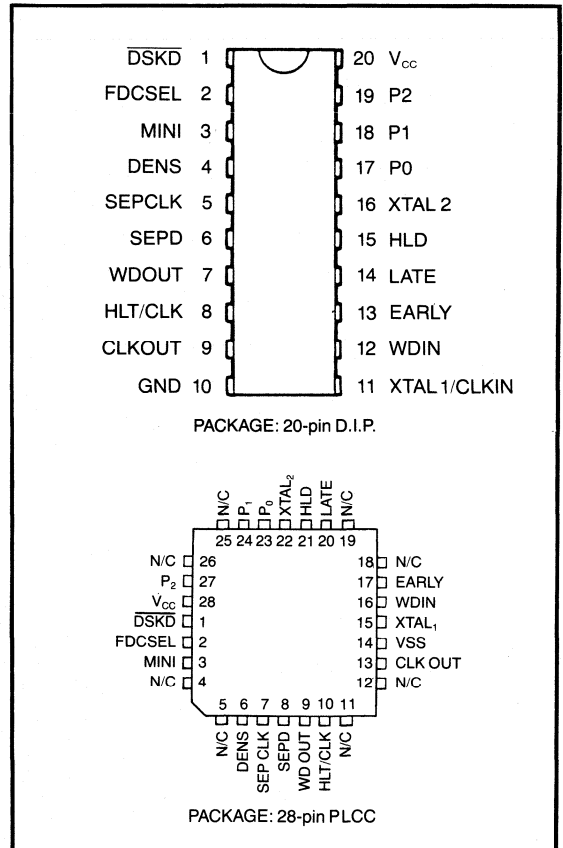 DSKD 1 20 VCC
FDCSEL 2 19 P2
MINI 3 18 P1
DENS 4 17 P0
SEPCLK 5 16 XTAL 2
SEPD 6 15 HLD
WDOUT 7 14 LATE
HLT/CLK 8 13 EARLY
CLKOUT 9 12 WDIN
GND 10 11 XTAL 1/CLKIN
PACKAGE: 20-pin D.I.P.
N/C P1 P0 XTAL2 HLD LATE N/C
25 24 23 22 21 20 19
N/C 26 18 N/C
P2 27 17 EARLY
VCC 28 16 WDIN
DSKD 1 15 XTAL1
FDCSEL 2 14 VSS
MINI 3 13 CLK OUT
N/C 4 12 N/C
5 6 7 8 9 10 11
N/C DENS SEP CLK SEPD WD OUT HLT/CLK N/C
PACKAGE: 28-pin PLCC